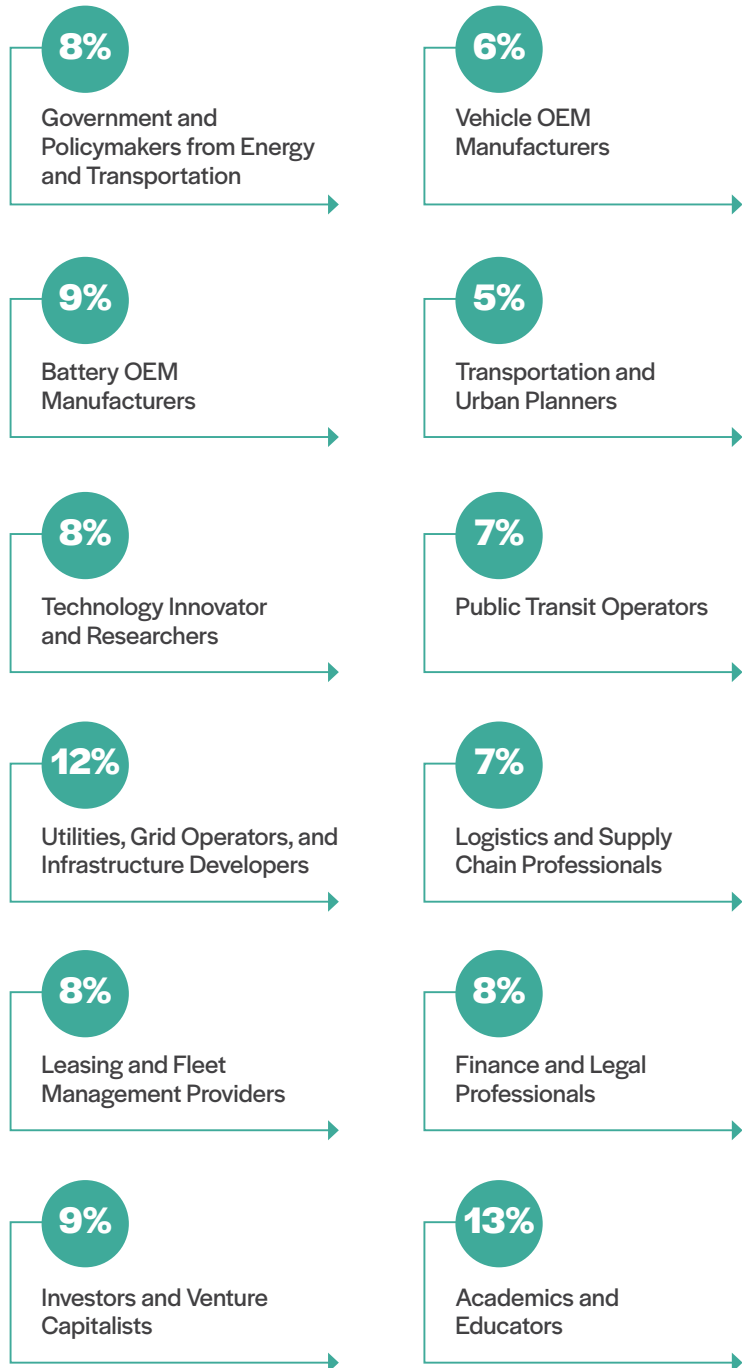 8%
Government and
Policymakers from Energy
and Transportation
6%
Vehicle OEM
Manufacturers
9%
Battery OEM
Manufacturers
5%
Transportation and
Urban Planners
8%
Technology Innovator
and Researchers
7%
Public Transit Operators
12%
Utilities, Grid Operators, and
Infrastructure Developers
7%
Logistics and Supply
Chain Professionals
8%
Leasing and Fleet
Management Providers
8%
Finance and Legal
Professionals
9%
Investors and Venture
Capitalists
13%
Academics and
Educators